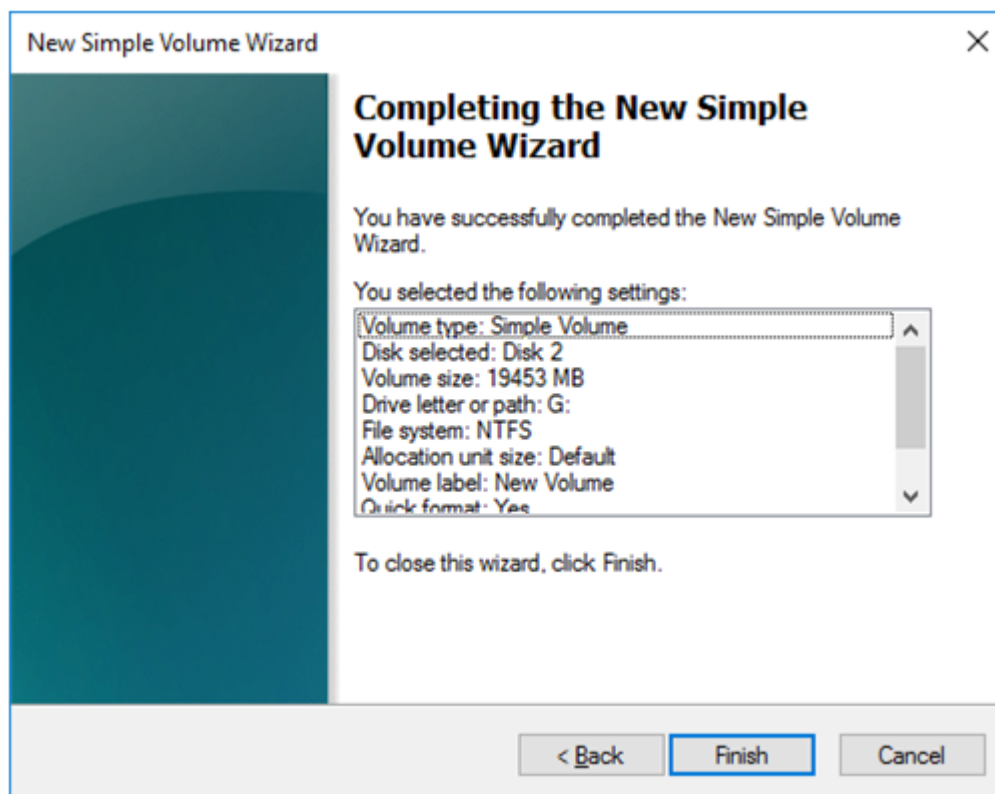 New Simple Volume Wizard
Completing the New Simple
Volume Wizard
You have successfully completed the New Simple Volume
Wizard.
You selected the following settings:
Volume type: Simple Volume
Disk selected: Disk 2
Volume size: 19453 MB
Drive letter or path: G:
File system: NTFS
Allocation unit size: Default
Volume label: New Volume
Quick format: Yes
To close this wizard, click Finish.
< Back
Finish
Cancel